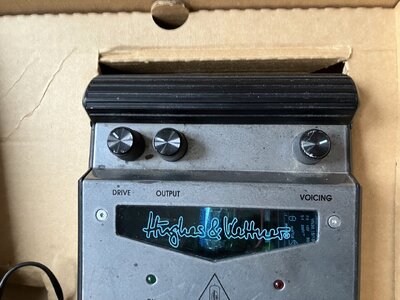 DRIVE OUTPUT VOICING
Hughes & Kettner®